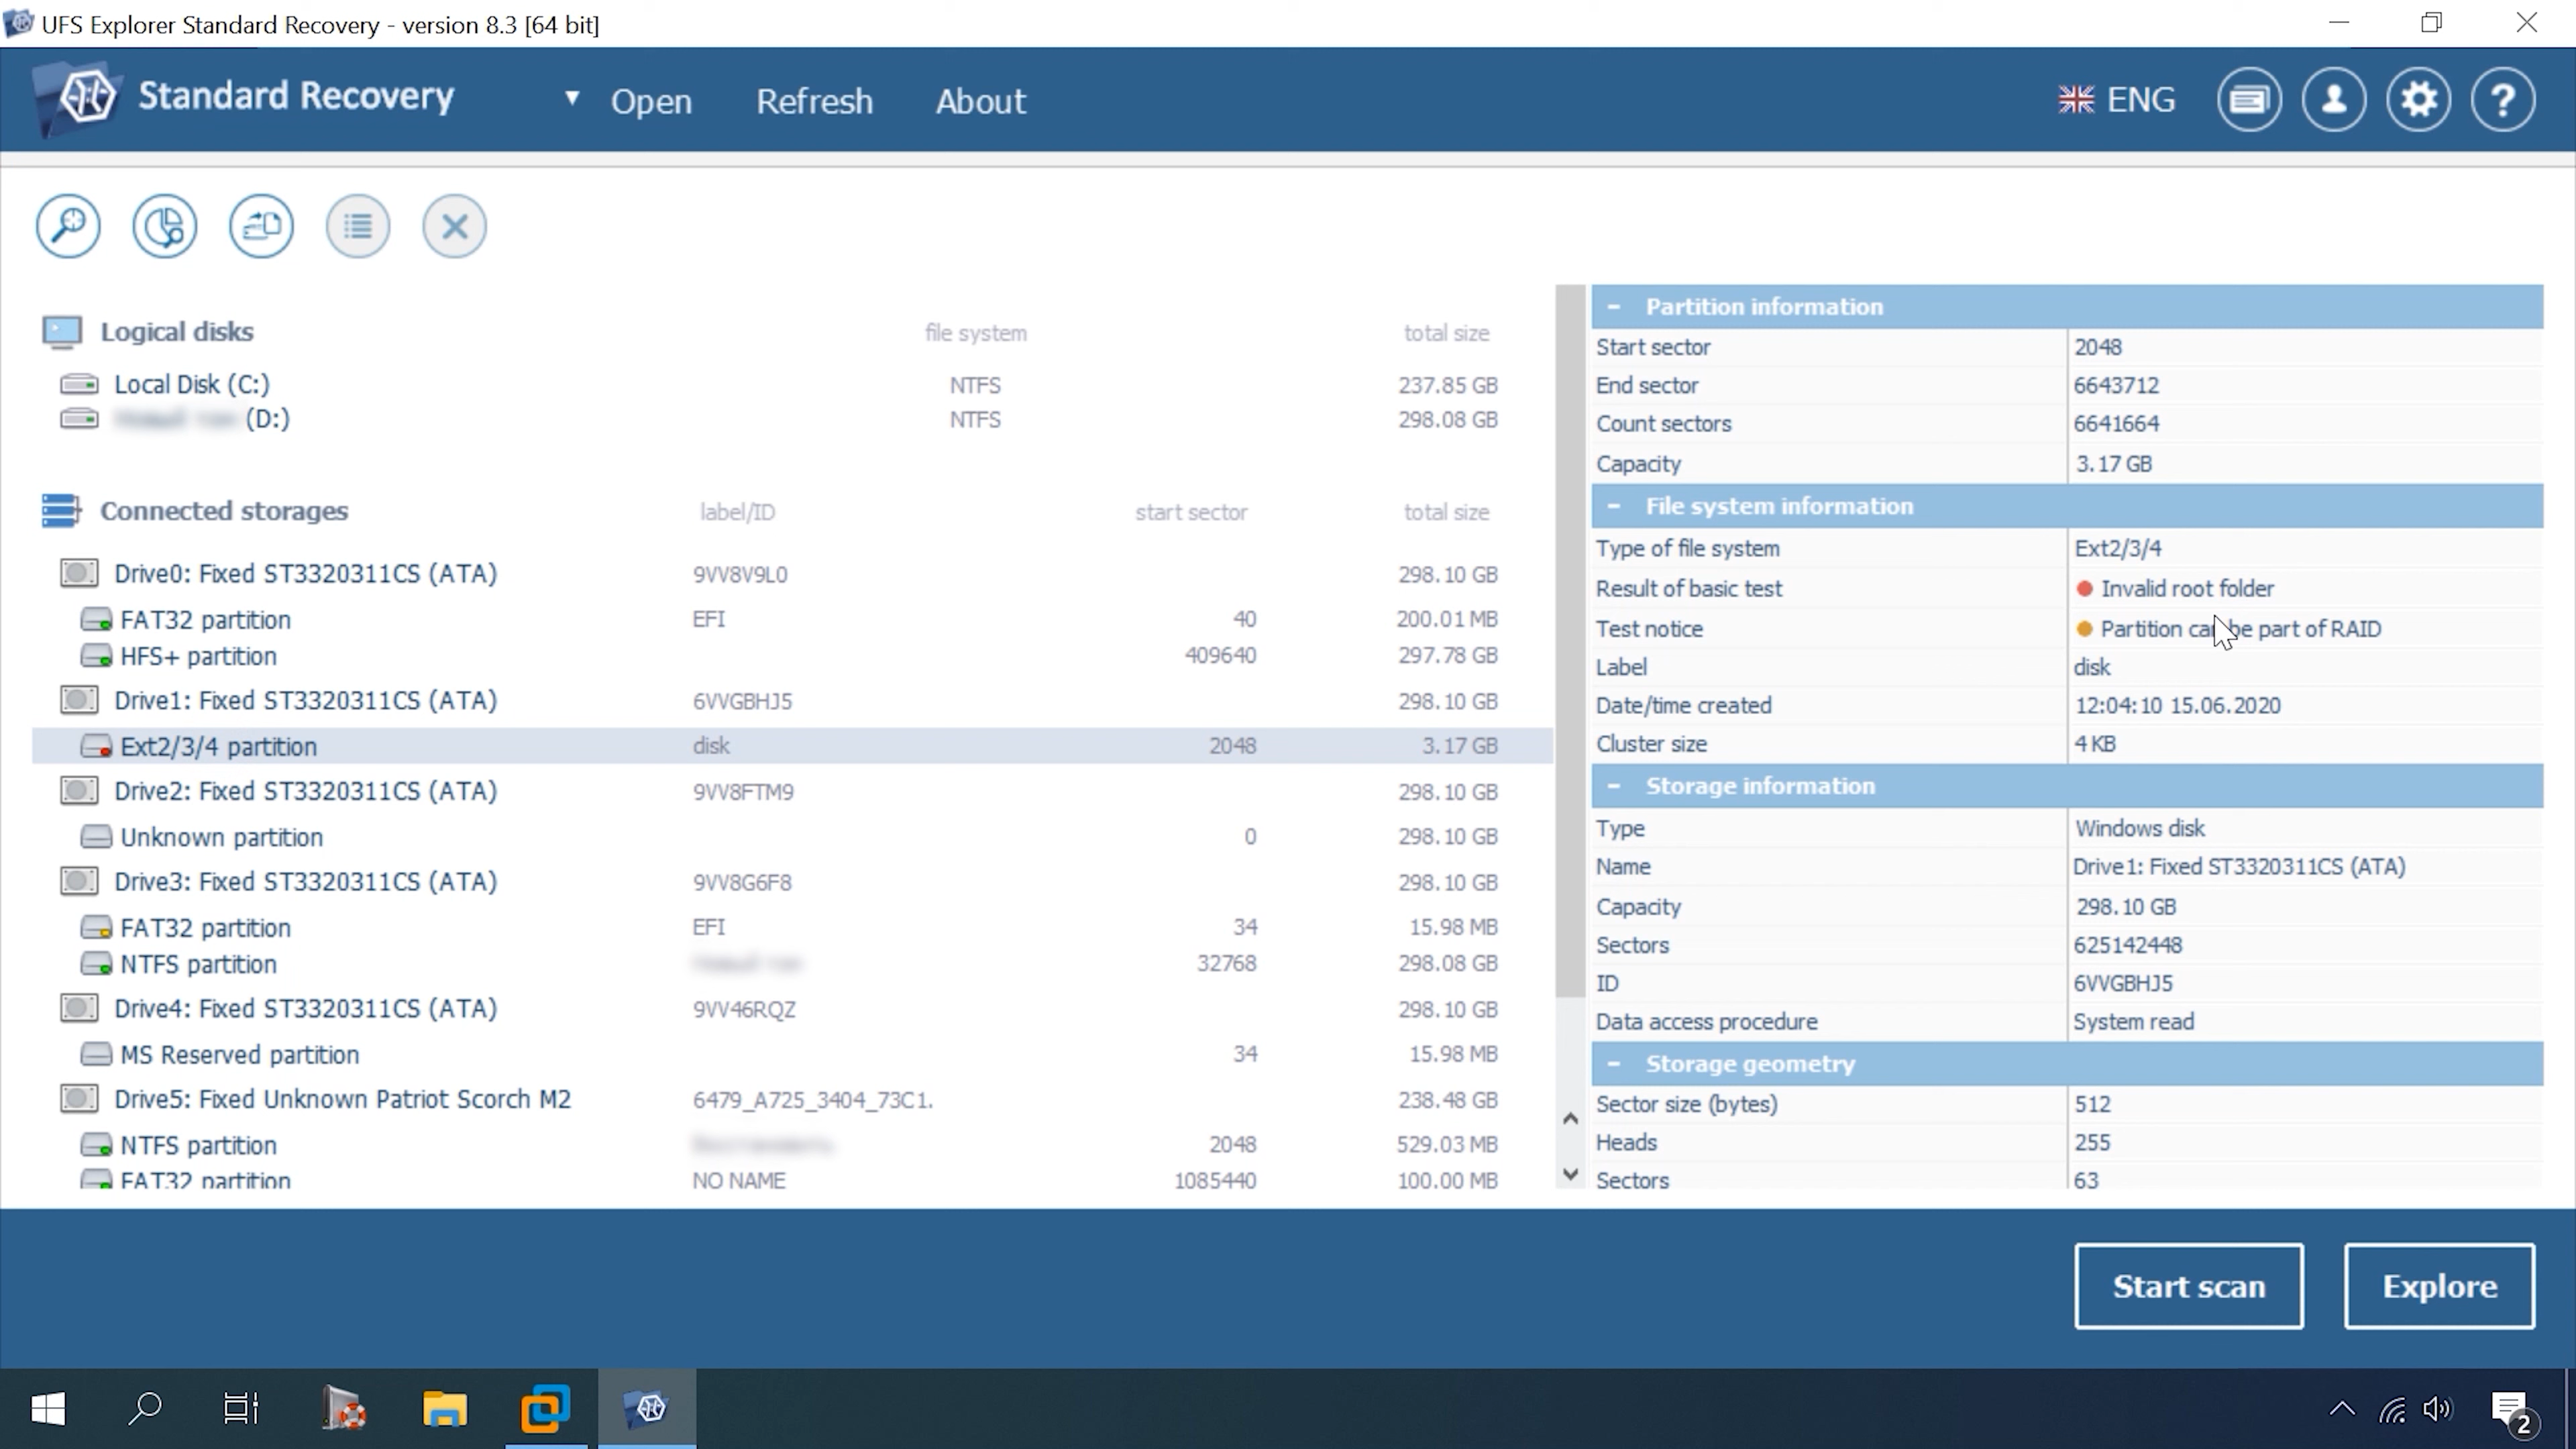 UFS Explorer Standard Recovery - version 8.3 [64 bit]
Standard Recovery
Open Refresh About
ENG
Logical disks file system total size
Local Disk (C:) NTFS 237.85 GB
(D:) NTFS 298.08 GB
Connected storages label/ID start sector total size
Drive0: Fixed ST3320311CS (ATA) 9VV8V9L0 298.10 GB
FAT32 partition EFI 40 200.01 MB
HFS+ partition 409640 297.78 GB
Drive1: Fixed ST3320311CS (ATA) 6VVGBHJ5 298.10 GB
Ext2/3/4 partition disk 2048 3.17 GB
Drive2: Fixed ST3320311CS (ATA) 9VV8FTM9 298.10 GB
Unknown partition 0 298.10 GB
Drive3: Fixed ST3320311CS (ATA) 9VV8G6F8 298.10 GB
FAT32 partition EFI 34 15.98 MB
NTFS partition 32768 298.08 GB
Drive4: Fixed ST3320311CS (ATA) 9VV46RQZ 298.10 GB
MS Reserved partition 34 15.98 MB
Drive5: Fixed Unknown Patriot Scorch M2 6479_A725_3404_73C1. 238.48 GB
NTFS partition 2048 529.03 MB
FAT32 partition NO NAME 1085440 100.00 MB
Partition information
Start sector 2048
End sector 6643712
Count sectors 6641664
Capacity 3.17 GB
File system information
Type of file system Ext2/3/4
Result of basic test Invalid root folder
Test notice Partition can be part of RAID
Label disk
Date/time created 12:04:10 15.06.2020
Cluster size 4 KB
Storage information
Type Windows disk
Name Drive1: Fixed ST3320311CS (ATA)
Capacity 298.10 GB
Sectors 625142448
ID 6VVGBHJ5
Data access procedure System read
Storage geometry
Sector size (bytes) 512
Heads 255
Sectors 63
Start scan Explore
2